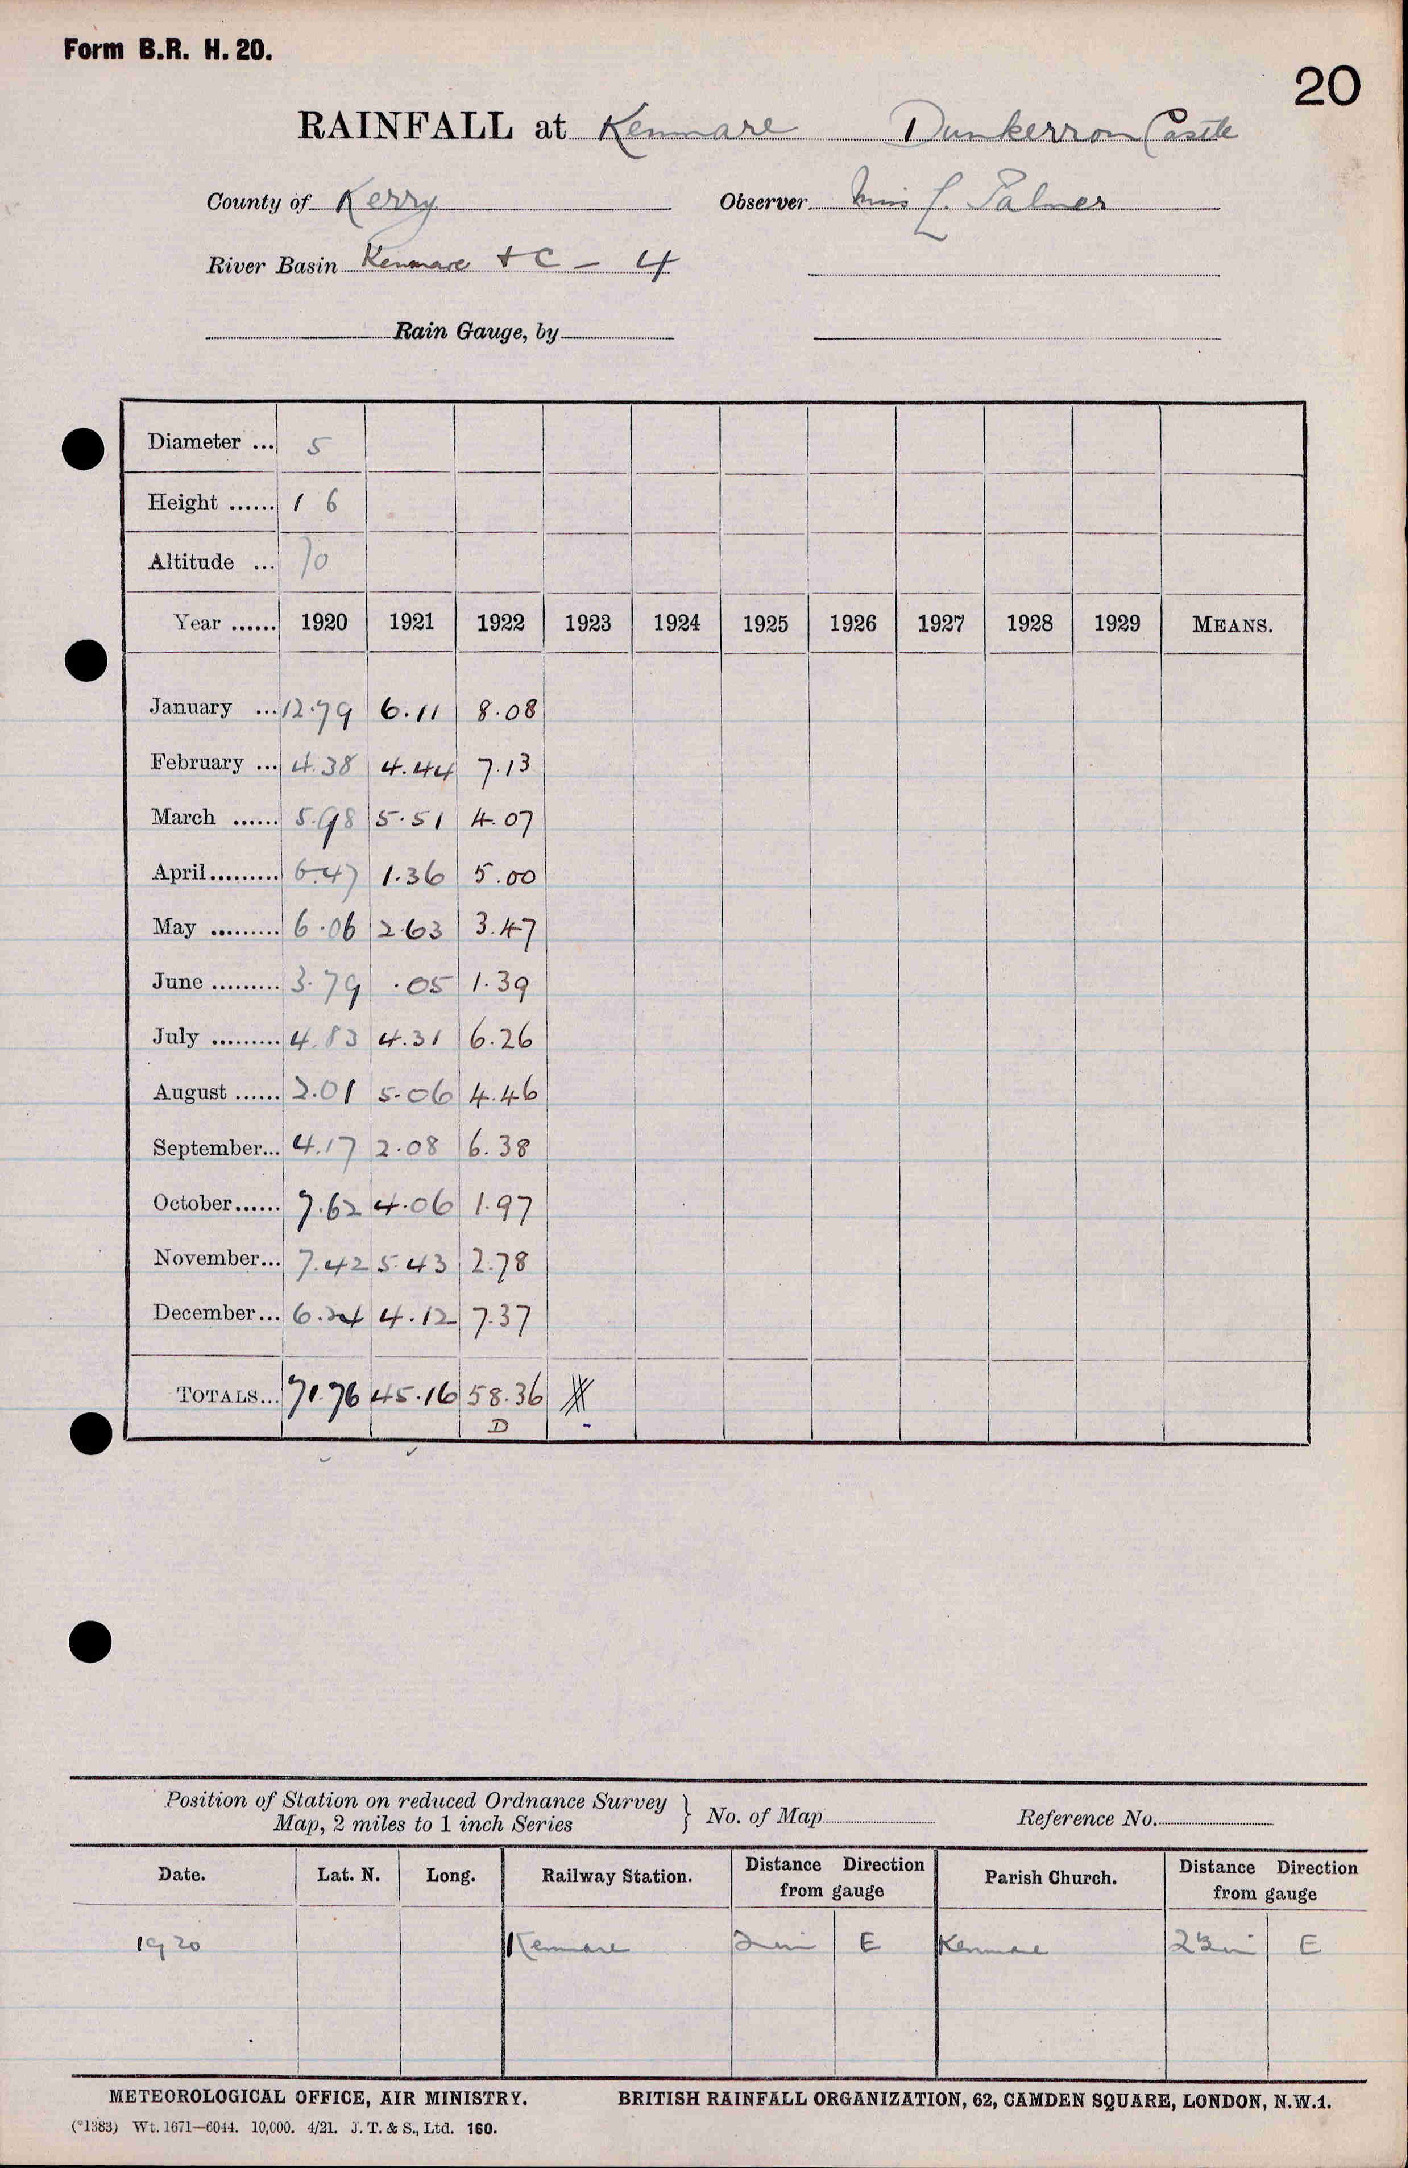 Form B.R. H. 20.
20
RAINFALL at Kenmare Dunkerron Castle
County of Kerry Observer Miss L. Palmer
River Basin Kenmare + C - 4
Rain Gauge, by
Diameter ... 5
Height ...... 1 6
Altitude ... 70
Year ...... 1920 1921 1922 1923 1924 1925 1926 1927 1928 1929 MEANS.
January ... 12.79 6.11 8.08
February ... 4.38 4.44 7.13
March ...... 5.98 5.51 4.07
April......... 6.47 1.36 5.00
May ......... 6.06 2.63 3.47
June ......... 3.79 .05 1.39
July ......... 4.83 4.31 6.26
August ...... 2.01 5.06 4.46
September... 4.17 2.08 6.38
October...... 7.62 4.06 1.97
November... 7.42 5.43 2.78
December... 6.24 4.12 7.37
TOTALS... 71.76 45.16 58.36
D
Position of Station on reduced Ordnance Survey
Map, 2 miles to 1 inch Series } No. of Map Reference No.
Date. Lat. N. Long. Railway Station. Distance Direction from gauge Parish Church. Distance Direction from gauge
1920 Kenmare 2 mi E Kenmare E
METEOROLOGICAL OFFICE, AIR MINISTRY. BRITISH RAINFALL ORGANIZATION, 62, CAMDEN SQUARE, LONDON, N.W.1.
(*1383) Wt. 1671—6044. 10,000. 4/21. J. T. & S., Ltd. 160.